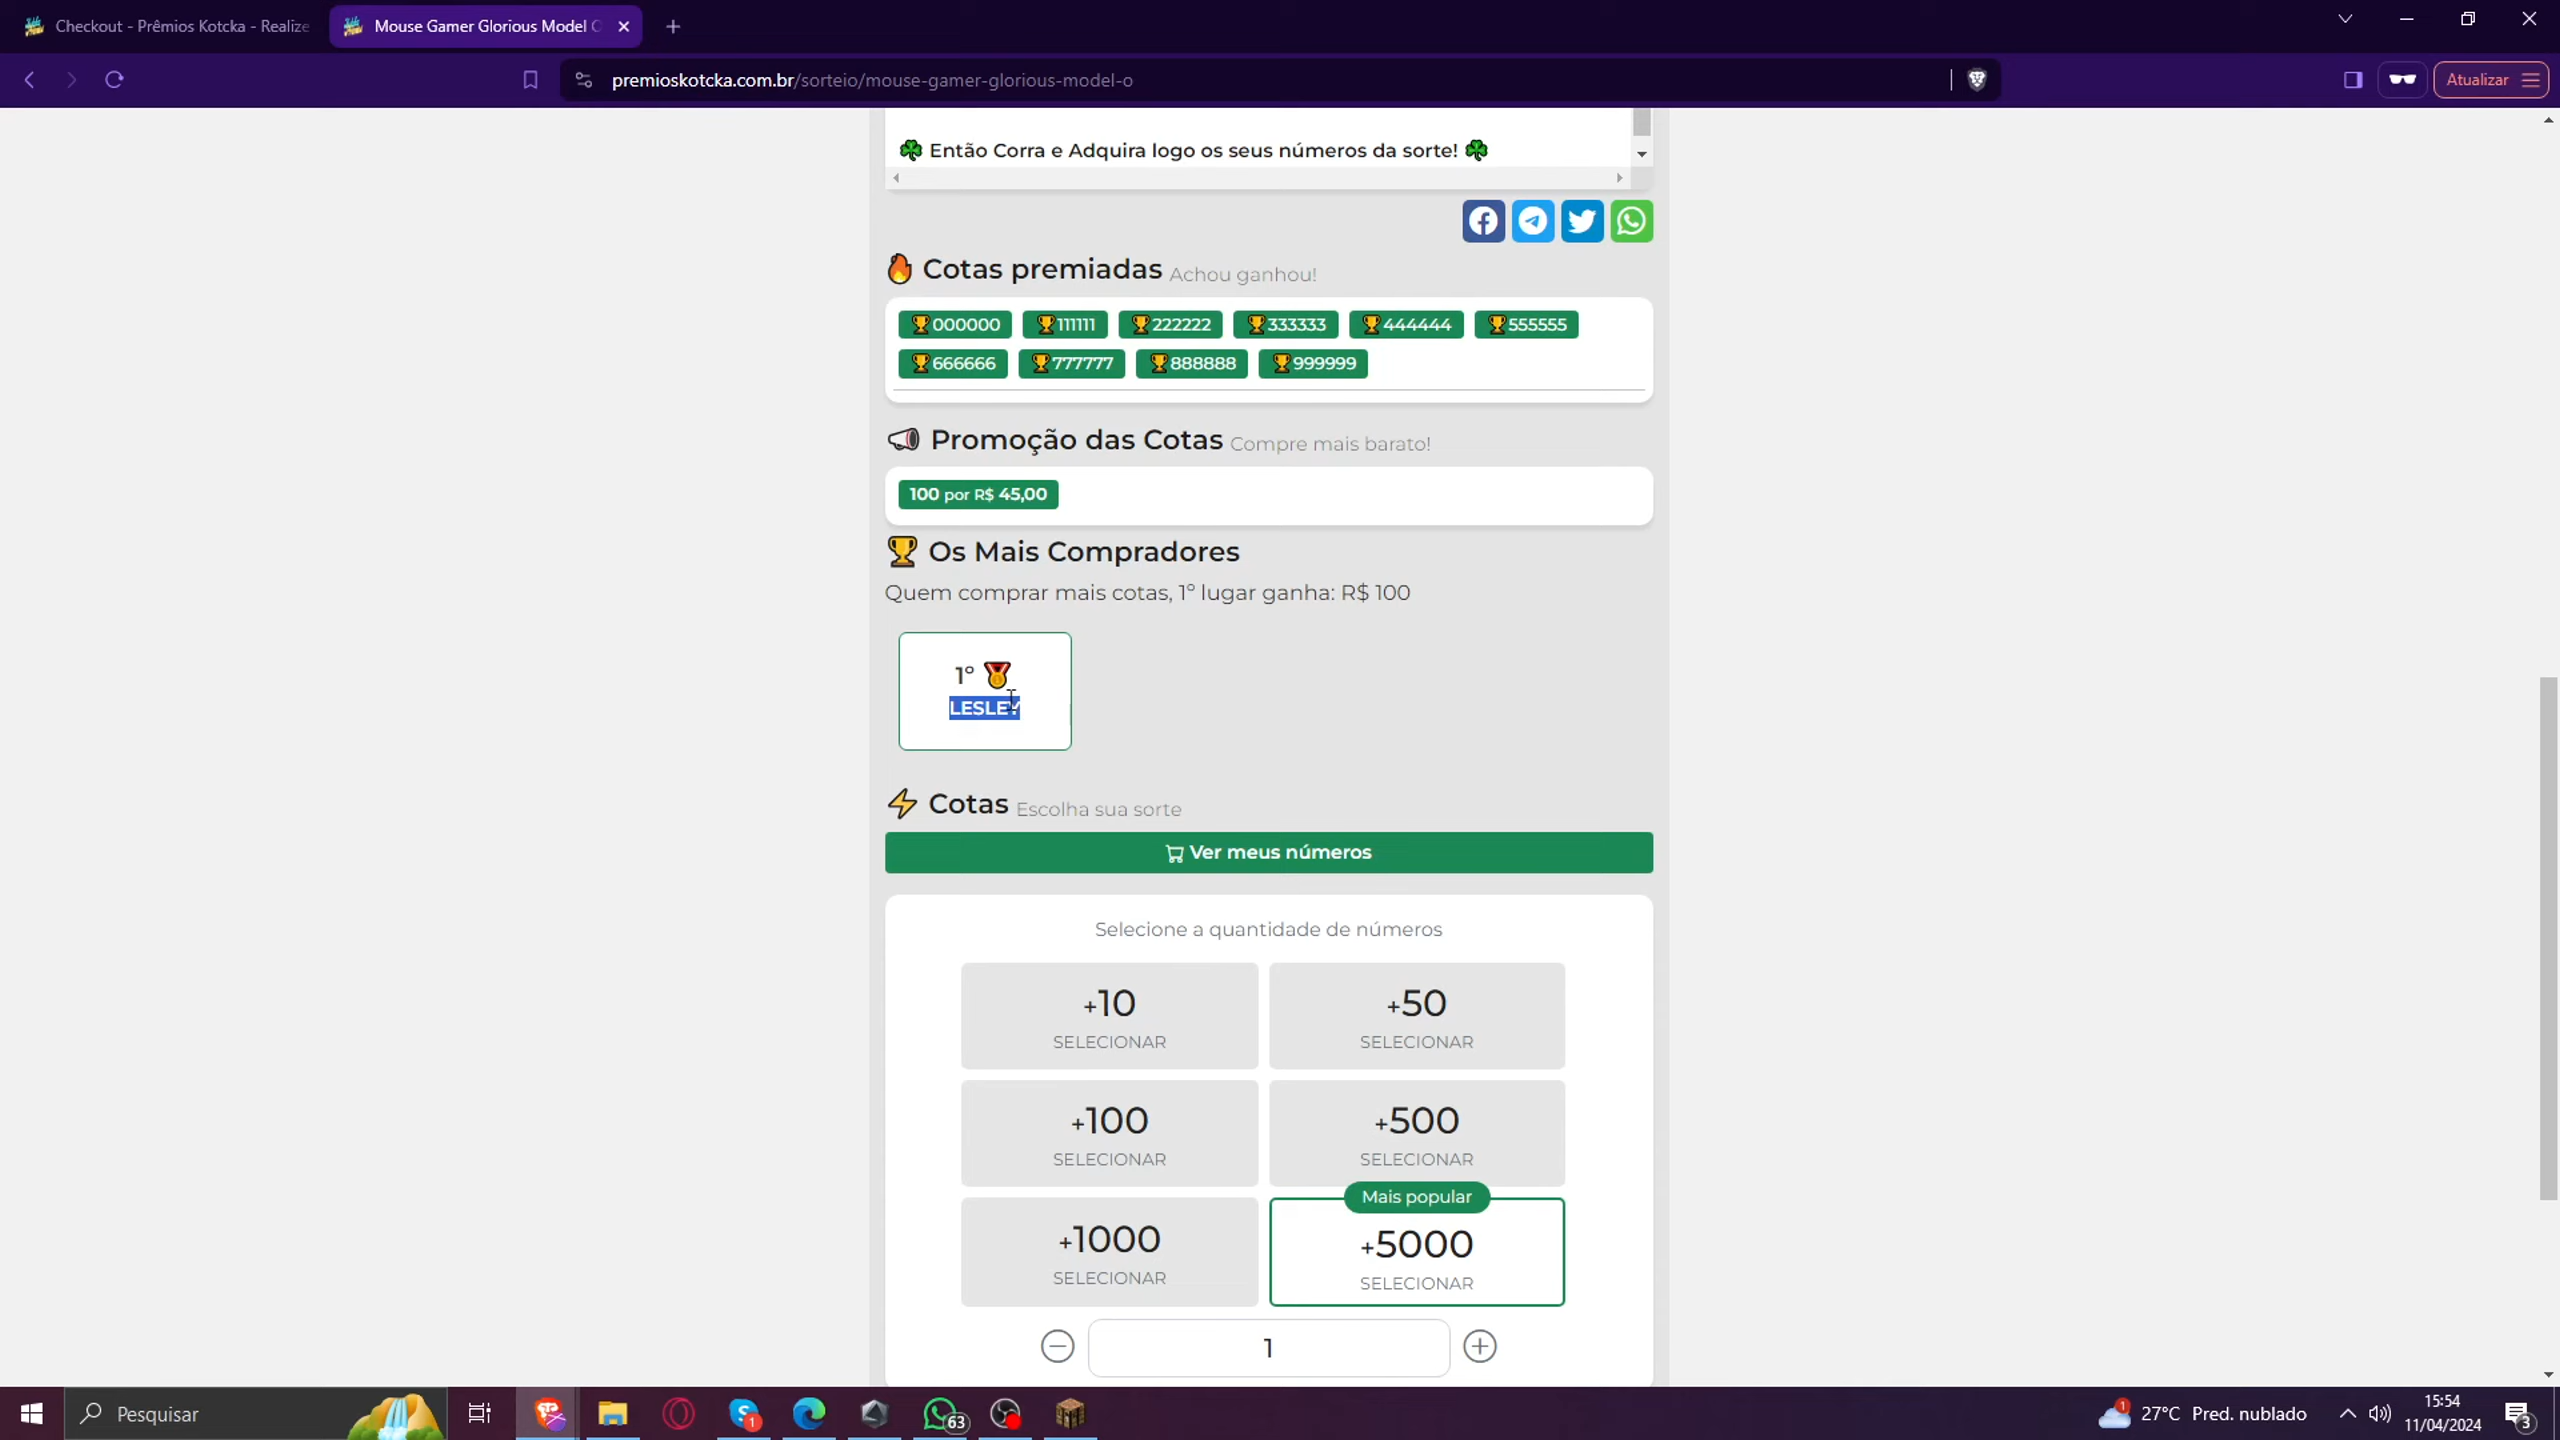 Checkout - Prêmios Kotcka - Realize
Mouse Gamer Glorious Model O
premioskotcka.com.br/sorteio/mouse-gamer-glorious-model-o
Atualizar
Então Corra e Adquira logo os seus números da sorte!
Cotas premiadas Achou ganhou!
000000 111111 222222 333333 444444 555555
666666 777777 888888 999999
Promoção das Cotas Compre mais barato!
100 por R$ 45,00
Os Mais Compradores
Quem comprar mais cotas, 1º lugar ganha: R$ 100
1º
LESLEY
Cotas Escolha sua sorte
Ver meus números
Selecione a quantidade de números
+10 +50
SELECIONAR SELECIONAR
+100 +500
SELECIONAR SELECIONAR
Mais popular
+1000 +5000
SELECIONAR SELECIONAR
1
Pesquisar
1
63
1
27°C Pred. nublado
15:54
11/04/2024
3